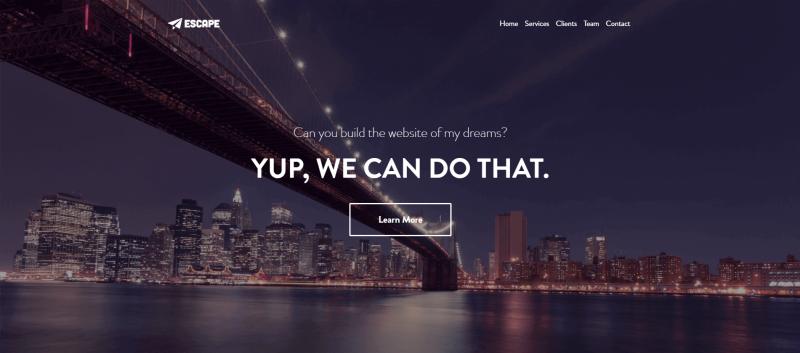 ESCAPE
Home Services Clients Team Contact
Can you build the website of my dreams?
YUP, WE CAN DO THAT.
Learn More